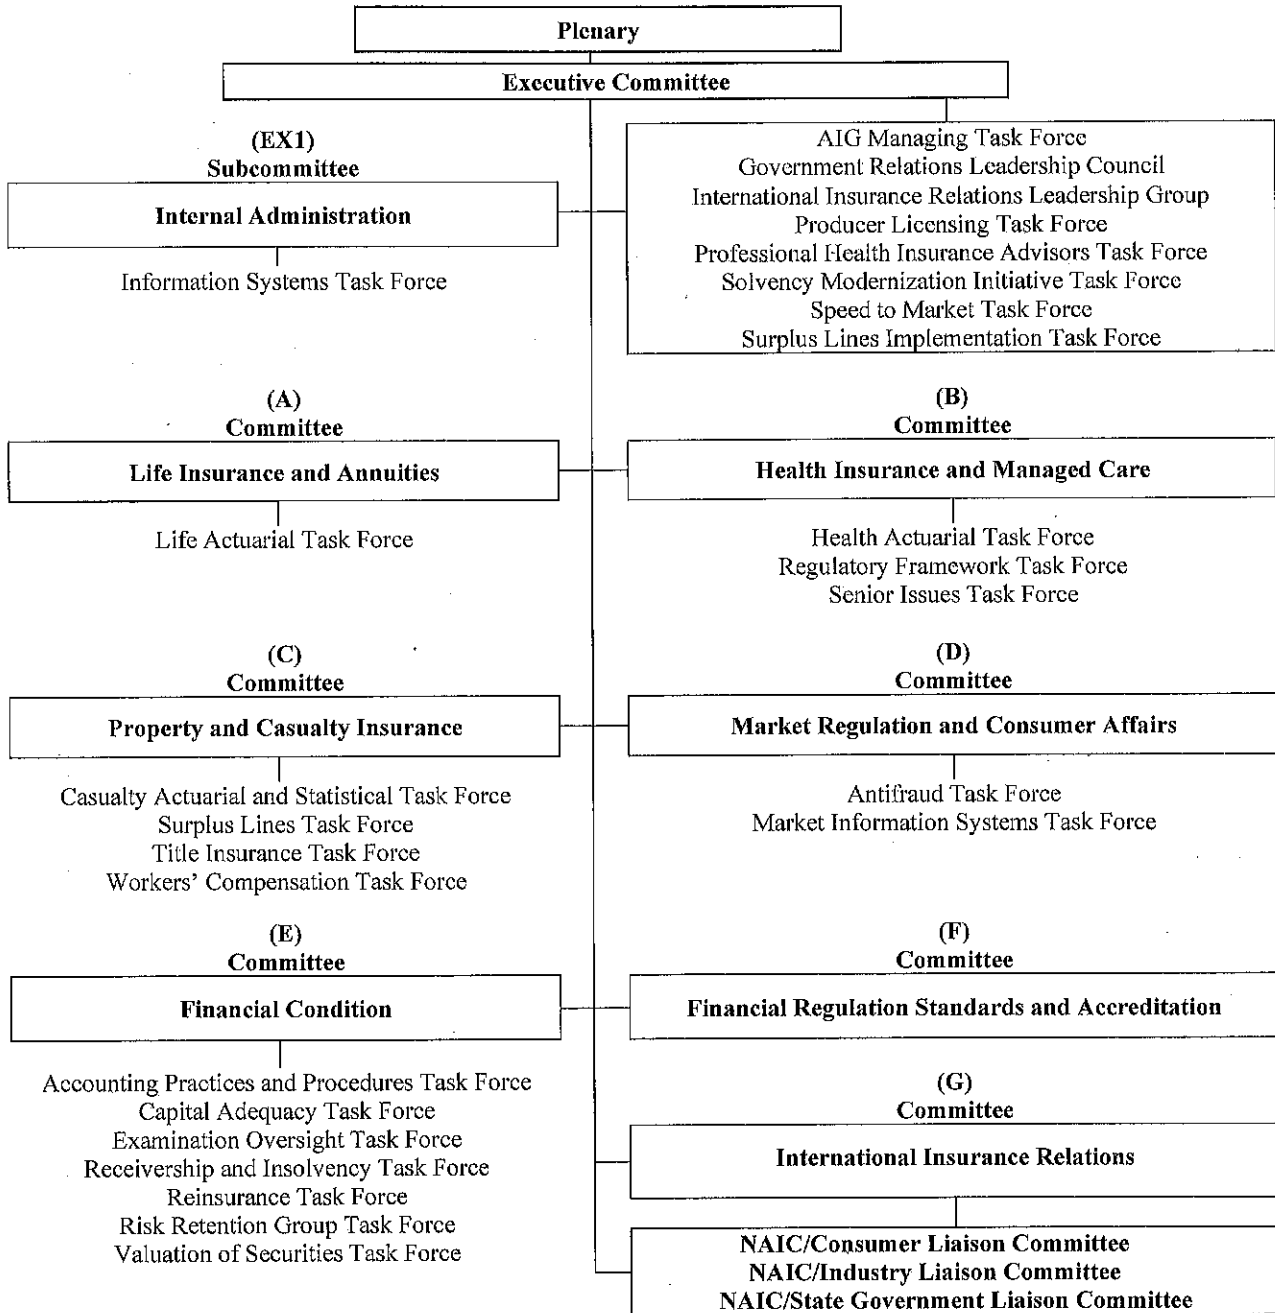 Plenary
Executive Committee
(EX1)
Subcommittee
Internal Administration
Information Systems Task Force
AIG Managing Task Force
Government Relations Leadership Council
International Insurance Relations Leadership Group
Producer Licensing Task Force
Professional Health Insurance Advisors Task Force
Solvency Modernization Initiative Task Force
Speed to Market Task Force
Surplus Lines Implementation Task Force
(A)
Committee
Life Insurance and Annuities
Life Actuarial Task Force
(B)
Committee
Health Insurance and Managed Care
Health Actuarial Task Force
Regulatory Framework Task Force
Senior Issues Task Force
(C)
Committee
Property and Casualty Insurance
Casualty Actuarial and Statistical Task Force
Surplus Lines Task Force
Title Insurance Task Force
Workers' Compensation Task Force
(D)
Committee
Market Regulation and Consumer Affairs
Antifraud Task Force
Market Information Systems Task Force
(E)
Committee
Financial Condition
Accounting Practices and Procedures Task Force
Capital Adequacy Task Force
Examination Oversight Task Force
Receivership and Insolvency Task Force
Reinsurance Task Force
Risk Retention Group Task Force
Valuation of Securities Task Force
(F)
Committee
Financial Regulation Standards and Accreditation
(G)
Committee
International Insurance Relations
NAIC/Consumer Liaison Committee
NAIC/Industry Liaison Committee
NAIC/State Government Liaison Committee